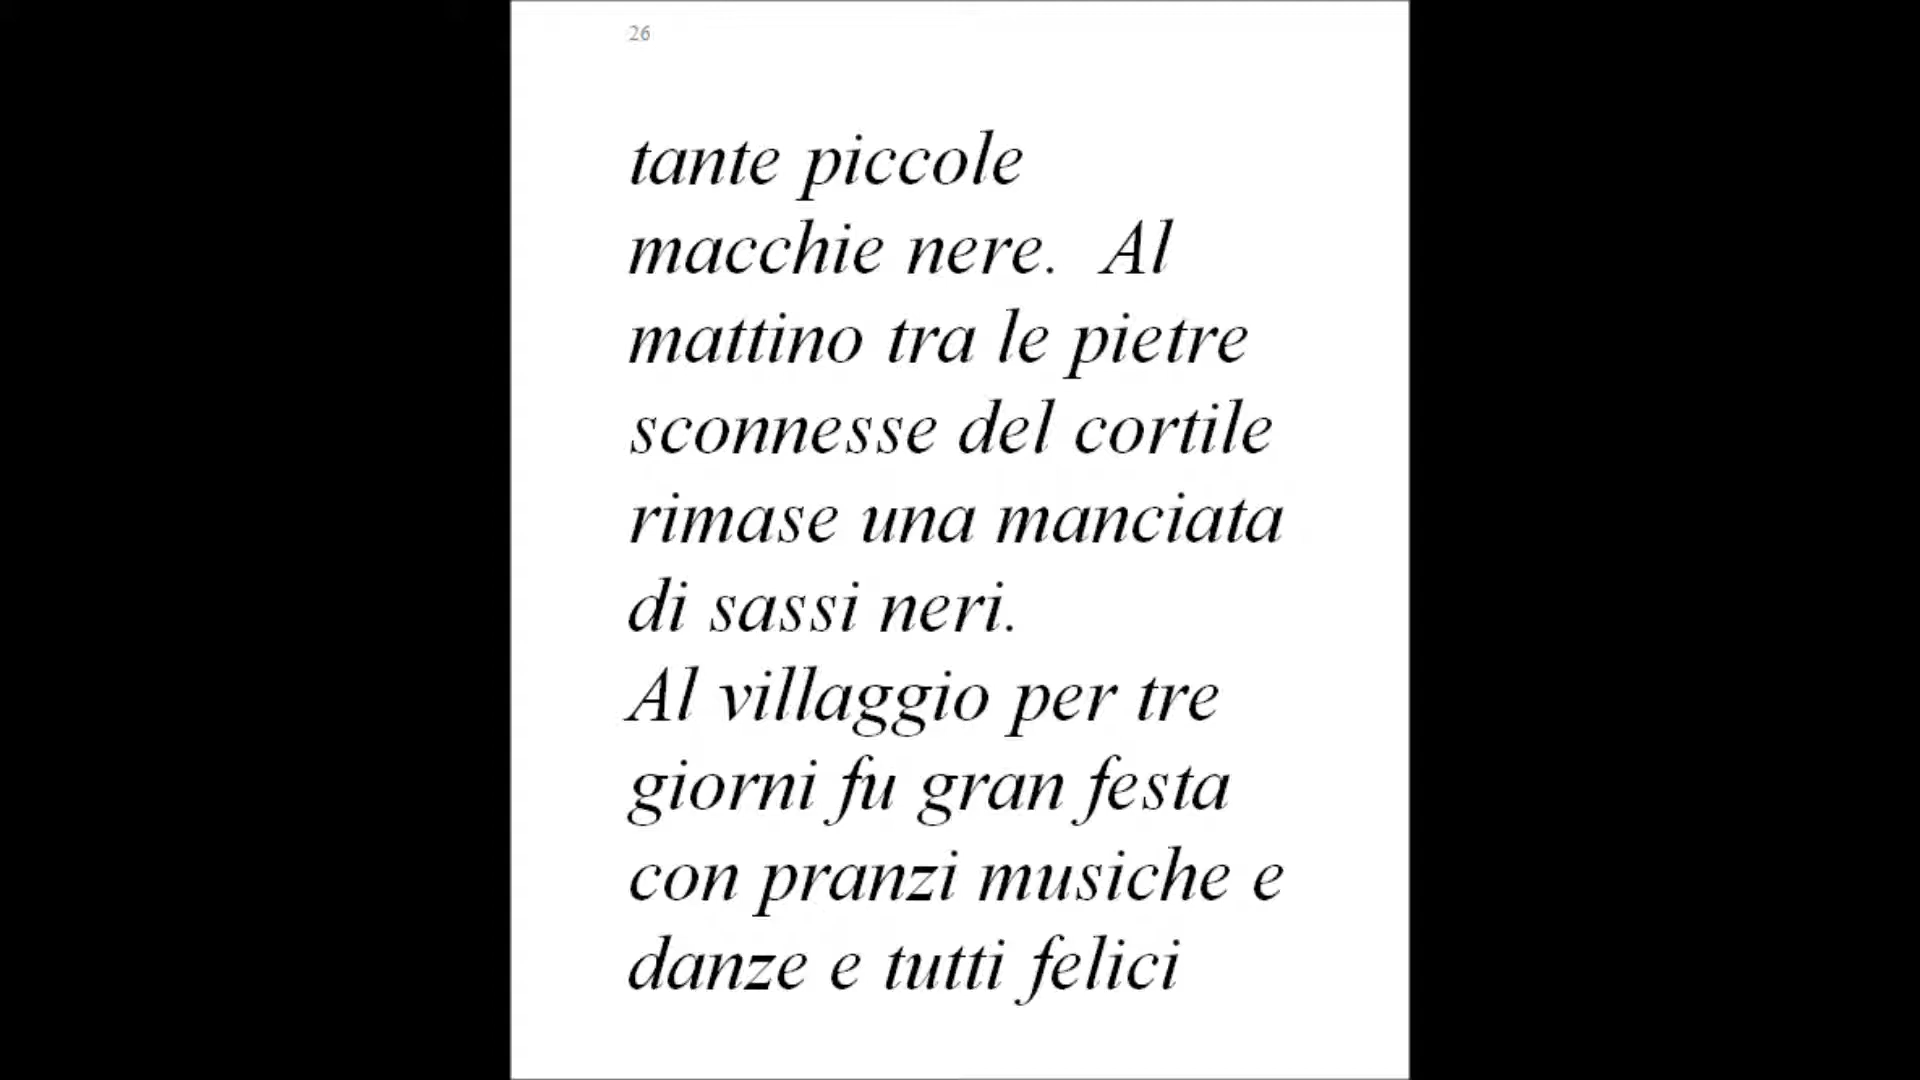 26
tante piccole
macchie nere.  Al
mattino tra le pietre
sconnesse del cortile
rimase una manciata
di sassi neri.
Al villaggio per tre
giorni fu gran festa
con pranzi musiche e
danze e tutti felici